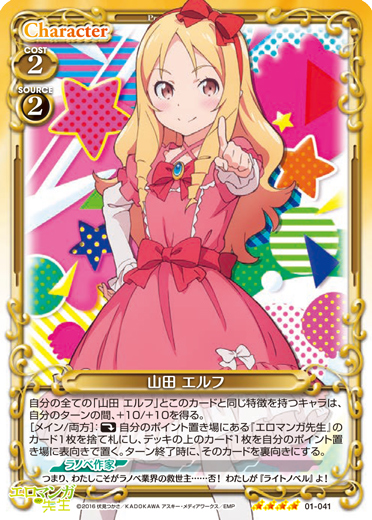 Character
COST
2
SOURCE
2
山田 エルフ
自分の全ての「山田 エルフ」とこのカードと同じ特徴を持つキャラは、
自分のターンの間、+10/+10を得る。
[メイン/両方]: 自分のポイント置き場にある「エロマンガ先生」の
カード1枚を捨て札にし、デッキの上のカード1枚を自分のポイント置
き場に表向きで置く。ターン終了時に、そのカードを裏向きにする。
ラノベ作家
つまり、わたしこそがラノベ業界の救世主……否! わたしが『ライトノベル』よ!
エロマンガ先生
©2016 伏見つかさ/KADOKAWA アスキー・メディアワークス/EMP
01-041